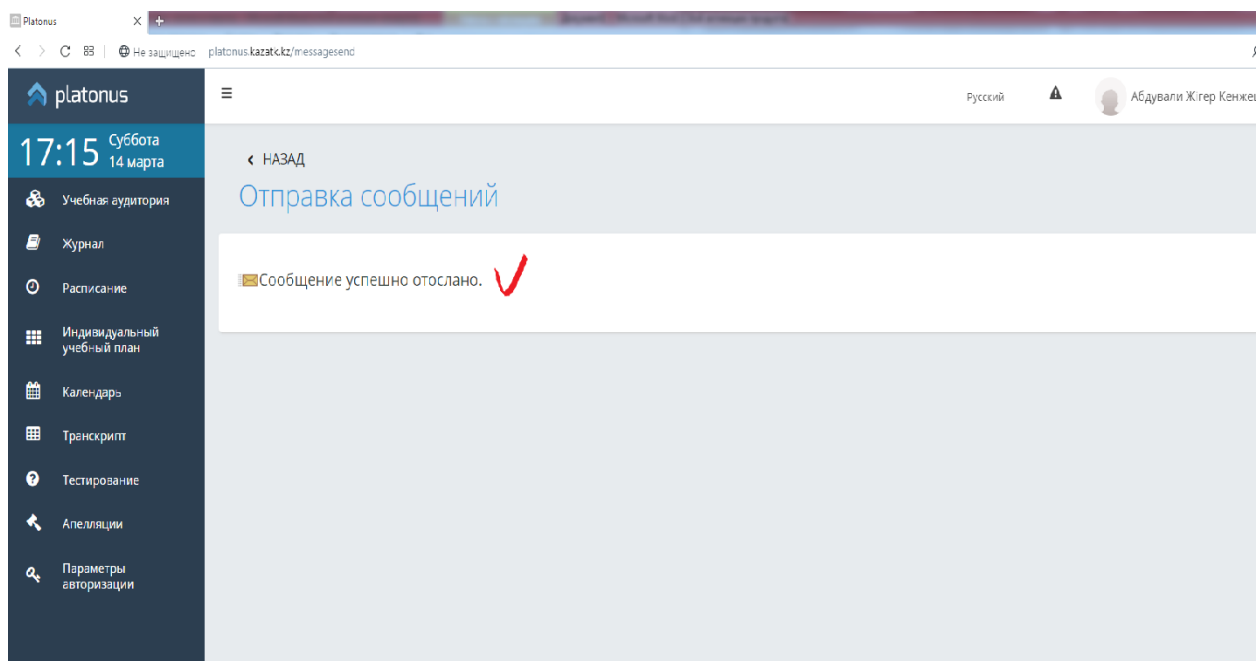 Platonus
Не защищено platonus.kazatk.kz/messagesend
platonus
Русский
Абдували Жігер
17:15 Суббота
14 марта
НАЗАД
Отправка сообщений
Учебная аудитория
Журнал
Сообщение успешно отослано.
Расписание
Индивидуальный
учебный план
Календарь
Транскрипт
Тестирование
Апелляции
Параметры
авторизации